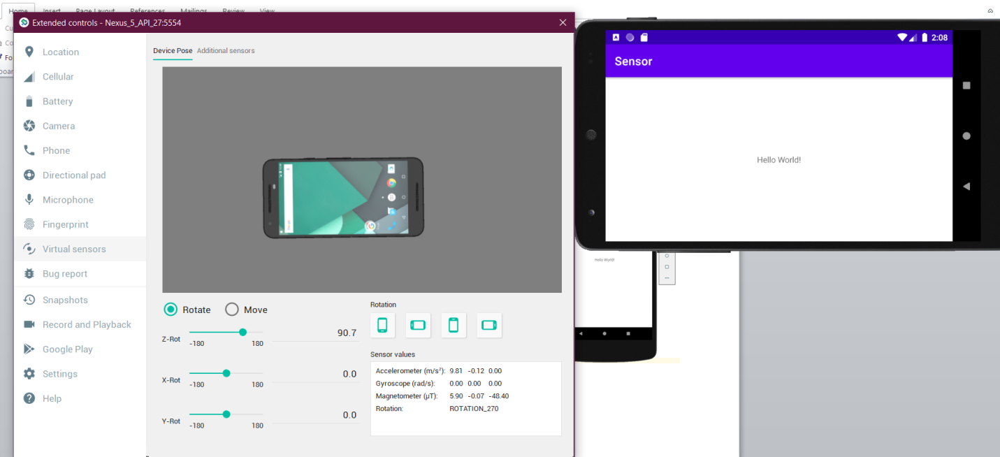 Home Insert Page Layout References Mailings Review View
Extended controls - Nexus_5_API_27:5554
Location
Cellular
Battery
Camera
Phone
Directional pad
Microphone
Fingerprint
Virtual sensors
Bug report
Snapshots
Record and Playback
Google Play
Settings
Help
Device Pose Additional sensors
Rotate Move
Z-Rot -180 180 90.7
X-Rot -180 180 0.0
Y-Rot -180 180 0.0
Rotation
Sensor values
Accelerometer (m/s²): 9.81 -0.12 0.00
Gyroscope (rad/s): 0.00 0.00 0.00
Magnetometer (μT): 5.90 -0.07 -48.40
Rotation: ROTATION_270
2:08
Sensor
Hello World!
Hello World!